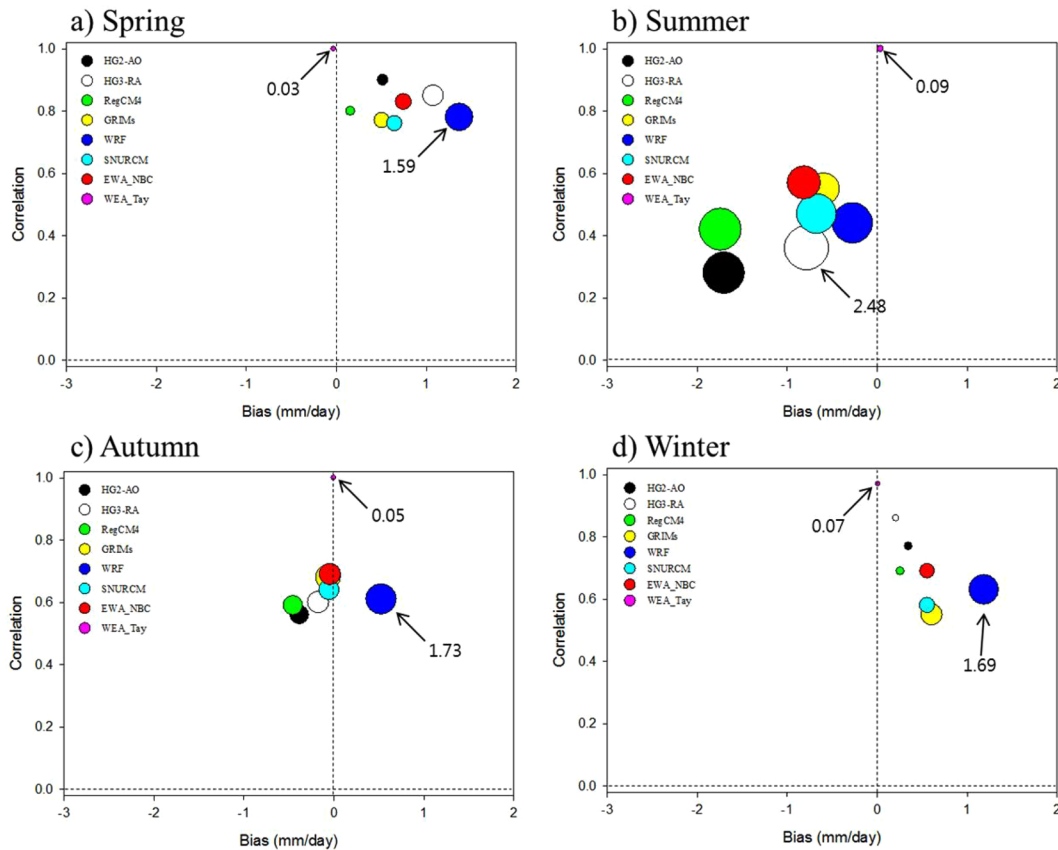 a) Spring
1.0
0.8
0.6
0.4
0.2
0.0
Correlation
HG2-AO
HG3-RA
RegCM4
GRIMs
WRF
SNURCM
EWA_NBC
WEA_Tay
0.03
1.59
-3
-2
-1
0
1
2
Bias (mm/day)
b) Summer
1.0
0.8
0.6
0.4
0.2
0.0
Correlation
HG2-AO
HG3-RA
RegCM4
GRIMs
WRF
SNURCM
EWA_NBC
WEA_Tay
0.09
2.48
-3
-2
-1
0
1
2
Bias (mm/day)
c) Autumn
1.0
0.8
0.6
0.4
0.2
0.0
Correlation
HG2-AO
HG3-RA
RegCM4
GRIMs
WRF
SNURCM
EWA_NBC
WEA_Tay
0.05
1.73
-3
-2
-1
0
1
2
Bias (mm/day)
d) Winter
1.0
0.8
0.6
0.4
0.2
0.0
Correlation
HG2-AO
HG3-RA
RegCM4
GRIMs
WRF
SNURCM
EWA_NBC
WEA_Tay
0.07
1.69
-3
-2
-1
0
1
2
Bias (mm/day)